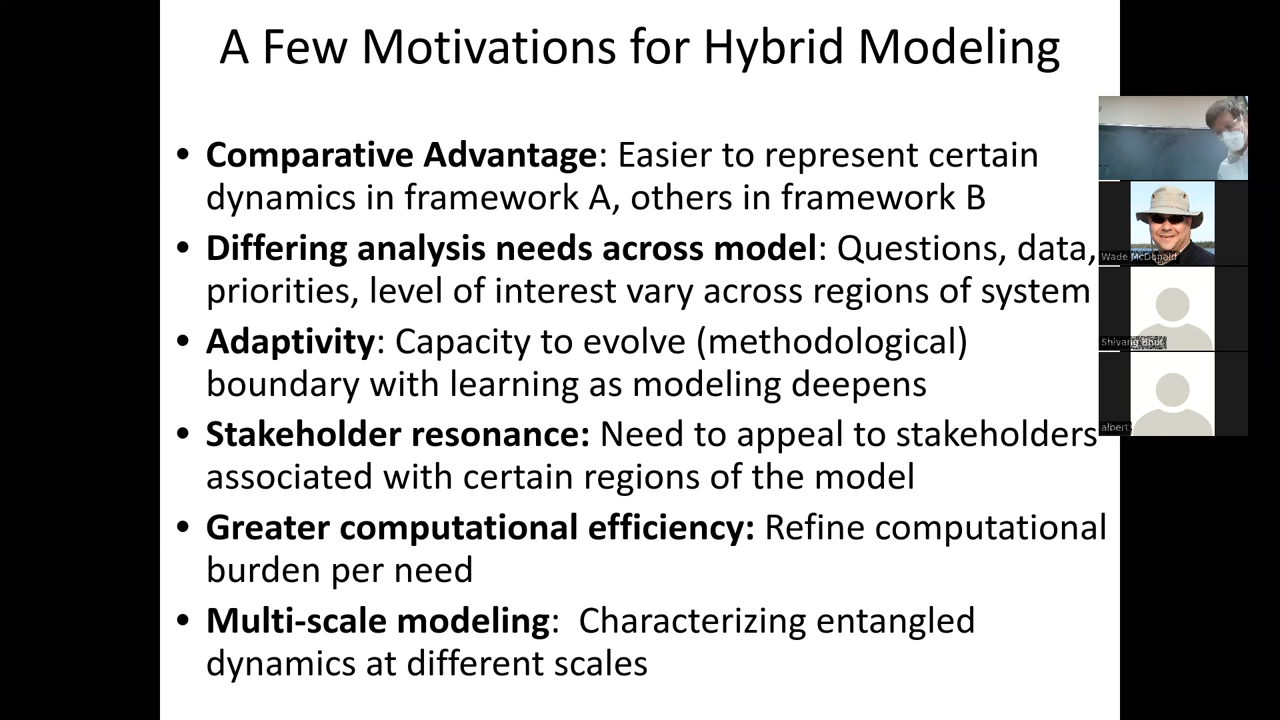 A Few Motivations for Hybrid Modeling
• Comparative Advantage: Easier to represent certain
dynamics in framework A, others in framework B
• Differing analysis needs across model: Questions, data,
priorities, level of interest vary across regions of system
• Adaptivity: Capacity to evolve (methodological)
boundary with learning as modeling deepens
• Stakeholder resonance: Need to appeal to stakeholders
associated with certain regions of the model
• Greater computational efficiency: Refine computational
burden per need
• Multi-scale modeling:  Characterizing entangled
dynamics at different scales
Wade McDonald
Shivang Bhut